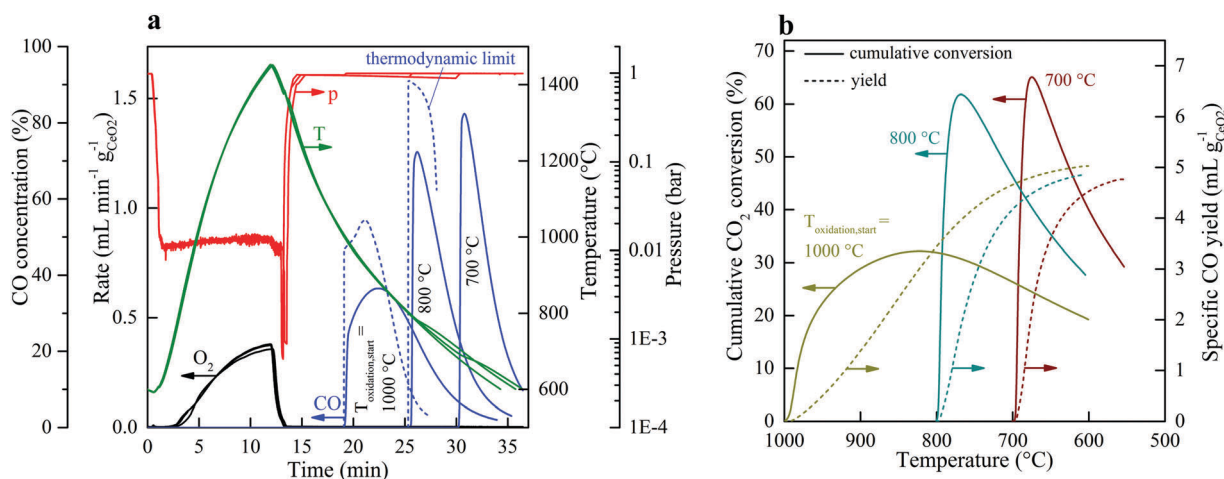 a
CO concentration (%)
100
80
60
40
20
0
Rate (mL min⁻¹ g⁻¹CeO2)
1.5
1.0
0.5
0.0
thermodynamic limit
p
T
O₂
CO
Toxidation,start =
1000 °C
800 °C
700 °C
0
5
10
15
20
25
30
35
Time (min)
1400
1200
1000
800
600
Temperature (°C)
1
0.1
0.01
1E-3
1E-4
Pressure (bar)
b
Cumulative CO₂ conversion (%)
70
60
50
40
30
20
10
0
cumulative conversion
yield
700 °C
800 °C
Toxidation,start =
1000 °C
1000
900
800
700
600
500
Temperature (°C)
7
6
5
4
3
2
1
0
Specific CO yield (mL g⁻¹CeO2)